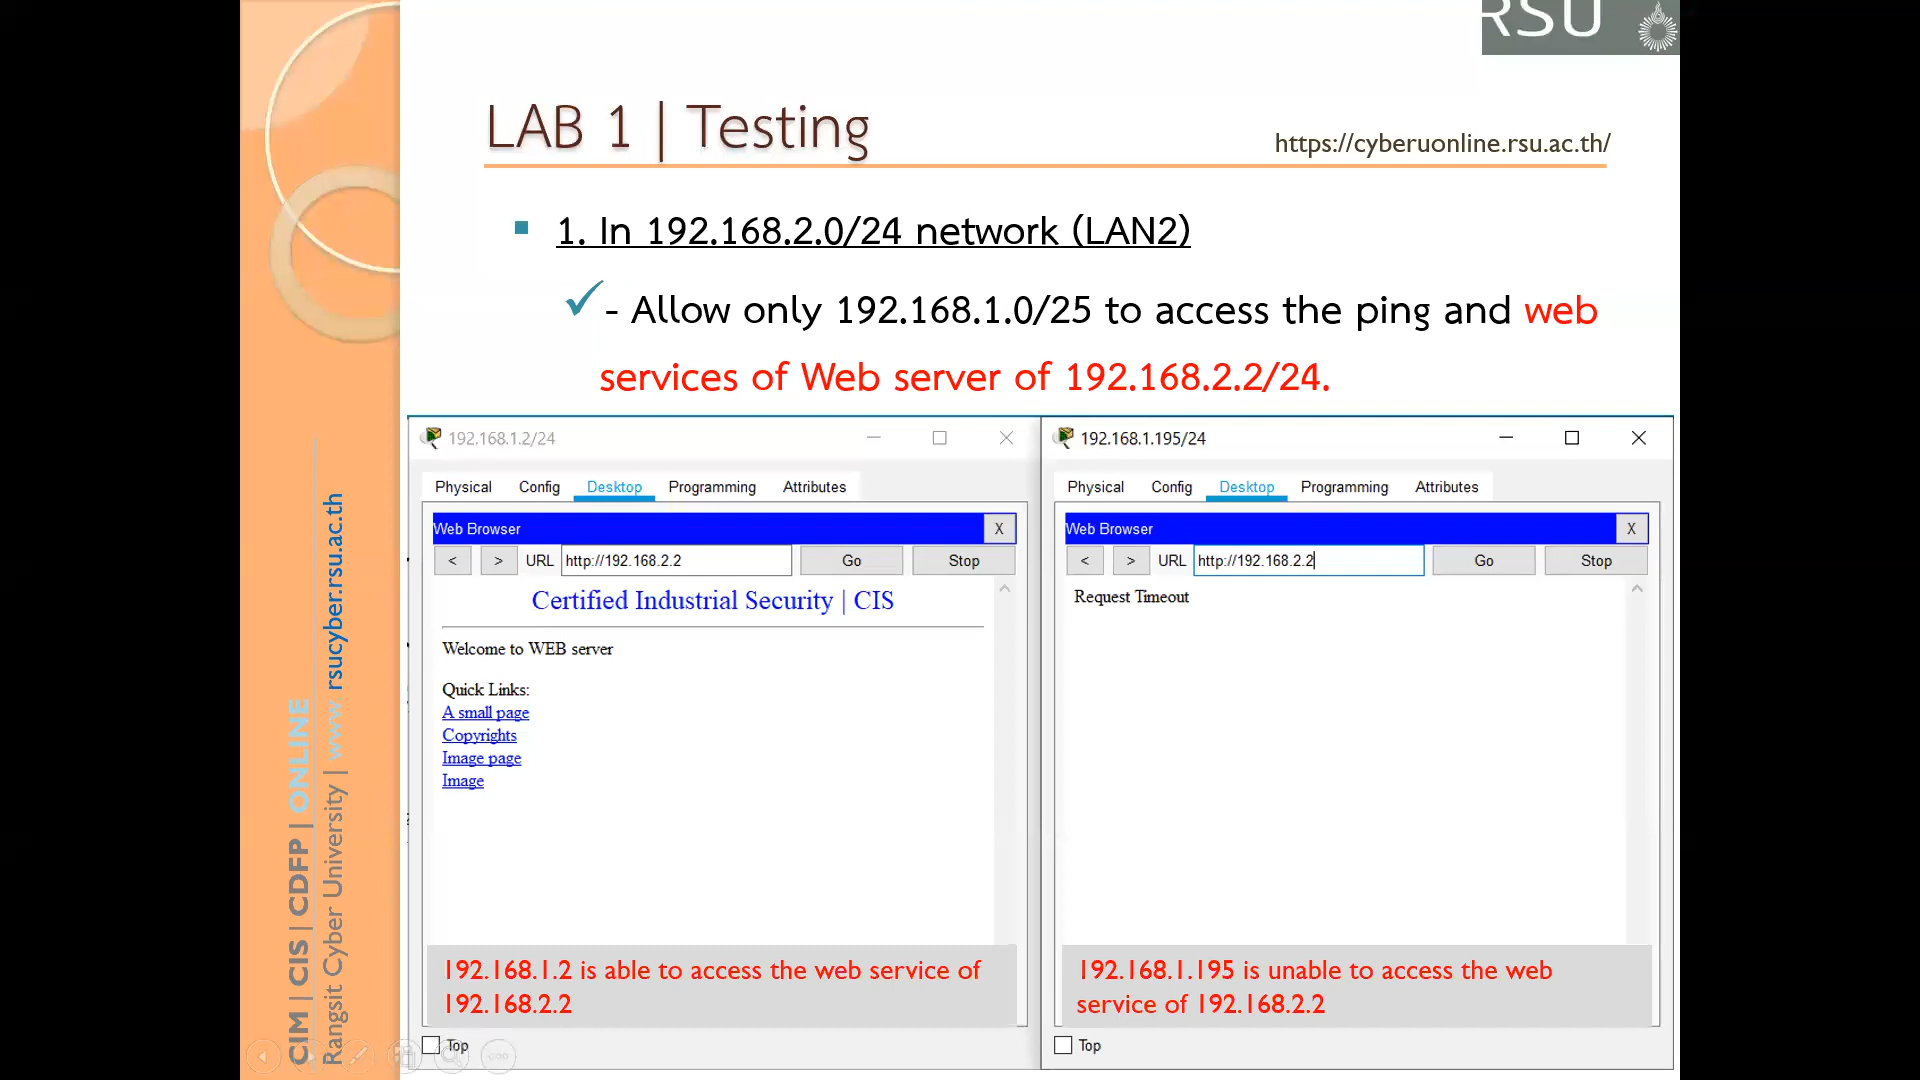 RSU
LAB 1 | Testing
https://cyberuonline.rsu.ac.th/
1. In 192.168.2.0/24 network (LAN2)
- Allow only 192.168.1.0/25 to access the ping and web
services of Web server of 192.168.2.2/24.
192.168.1.2/24
Physical Config Desktop Programming Attributes
Web Browser X
< > URL http://192.168.2.2 Go Stop
Certified Industrial Security | CIS
Welcome to WEB server
Quick Links:
A small page
Copyrights
Image page
Image
192.168.1.2 is able to access the web service of
192.168.2.2
Top
192.168.1.195/24
Physical Config Desktop Programming Attributes
Web Browser X
< > URL http://192.168.2.2 Go Stop
Request Timeout
192.168.1.195 is unable to access the web
service of 192.168.2.2
Top
CIM | CIS | CDFP | ONLINE
Rangsit Cyber University | www.rsucyber.rsu.ac.th